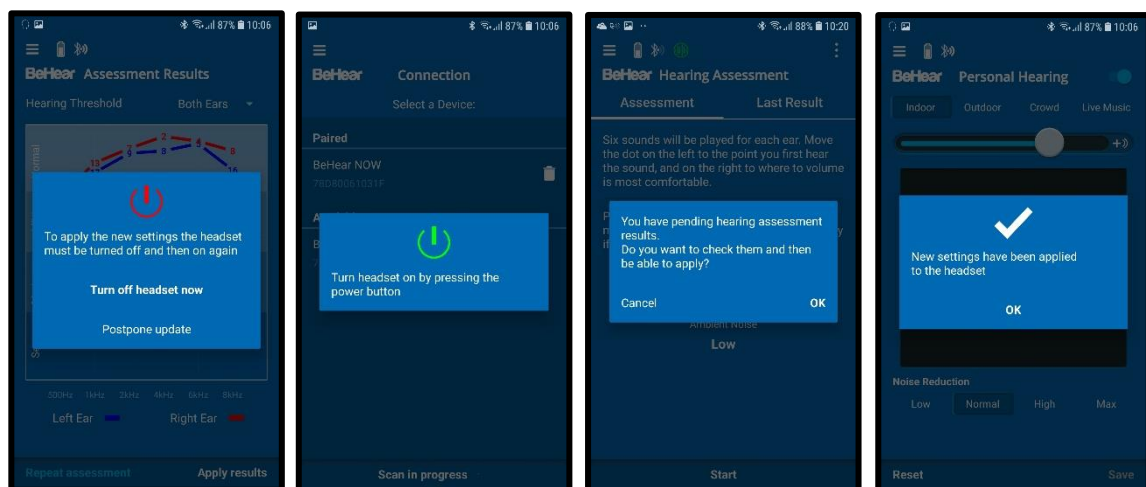 87% 10:06
BeHear Assessment Results
Hearing Threshold Both Ears
13
7
2
8
9
8
5
16
To apply the new settings the headset
must be turned off and then on again
Turn off headset now
Postpone update
500Hz 1kHz 2kHz 4kHz 6kHz 8kHz
Left Ear Right Ear
Repeat assessment Apply results
87% 10:06
BeHear Connection
Select a Device:
Paired
BeHear NOW
78D80061031F
Turn headset on by pressing the
power button
Scan in progress
88% 10:20
BeHear Hearing Assessment
Assessment Last Result
Six sounds will be played for each ear. Move
the dot on the left to the point you first hear
the sound, and on the right to where to volume
is most comfortable.
You have pending hearing assessment
results.
Do you want to check them and then
be able to apply?
Cancel OK
Ambient Noise
Low
Start
87% 10:06
BeHear Personal Hearing
Indoor Outdoor Crowd Live Music
New settings have been applied
to the headset
OK
Noise Reduction
Low Normal High Max
Reset Save